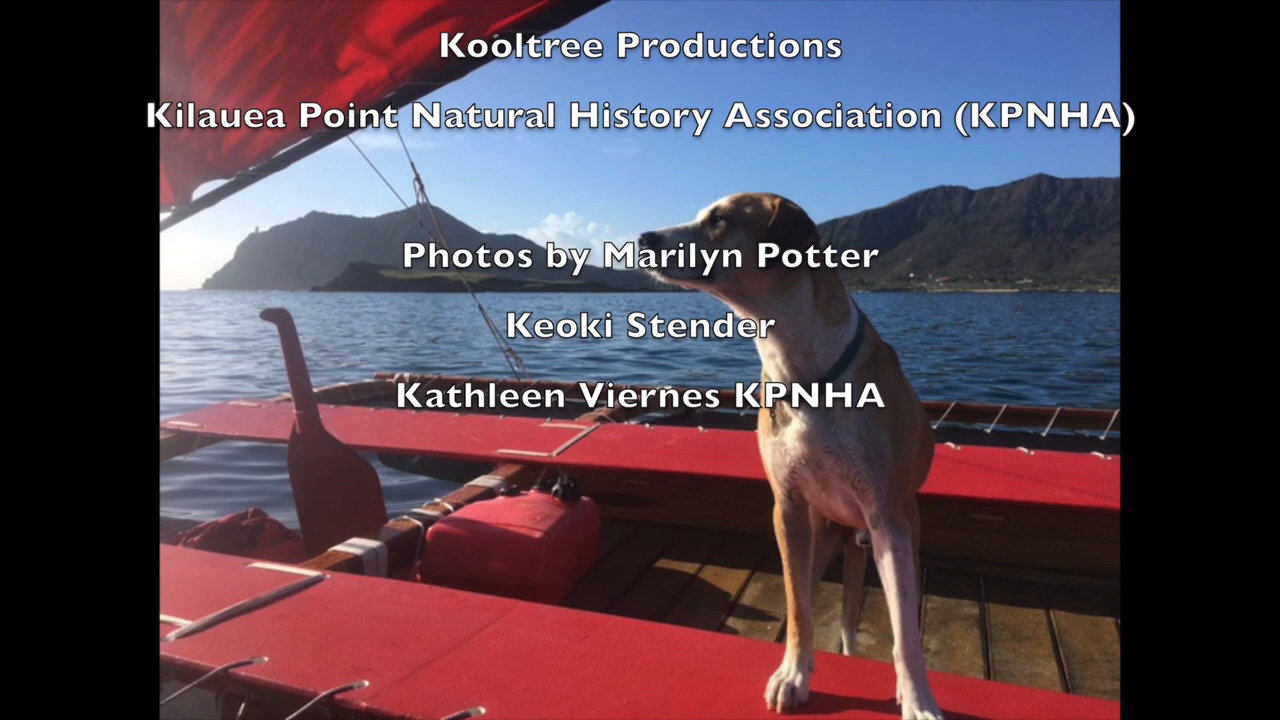 Kooltree Productions
Kilauea Point Natural History Association (KPNHA)
Photos by Marilyn Potter
Keoki Stender
Kathleen Viernes KPNHA